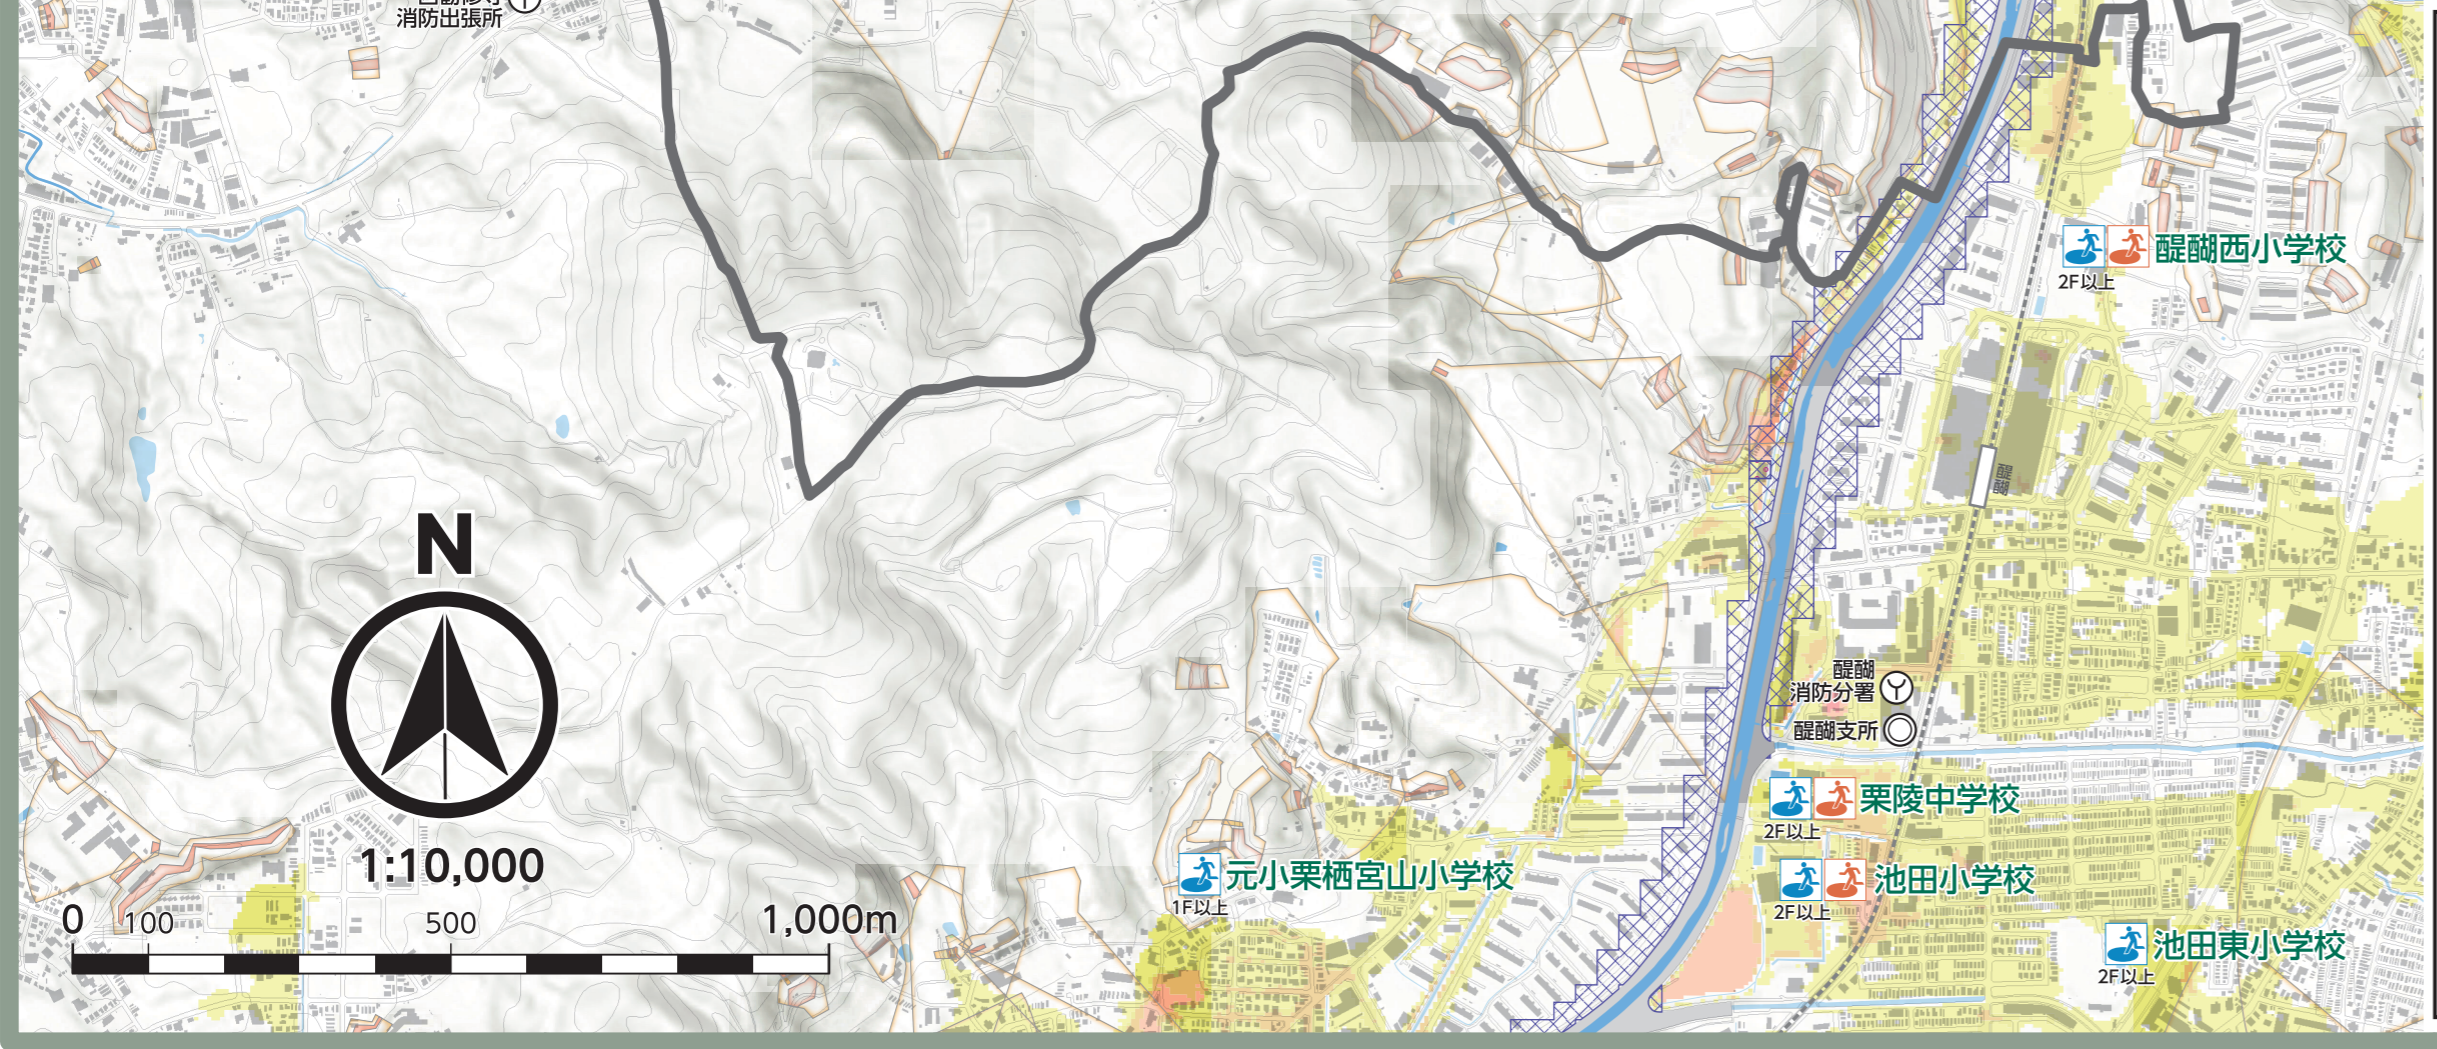 消防出張所
醍醐西小学校
2F以上
醍醐
N
醍醐
消防分署
醍醐支所
栗陵中学校
2F以上
1:10,000
元小栗栖宮山小学校
1F以上
池田小学校
2F以上
0 100 500 1,000m
池田東小学校
2F以上